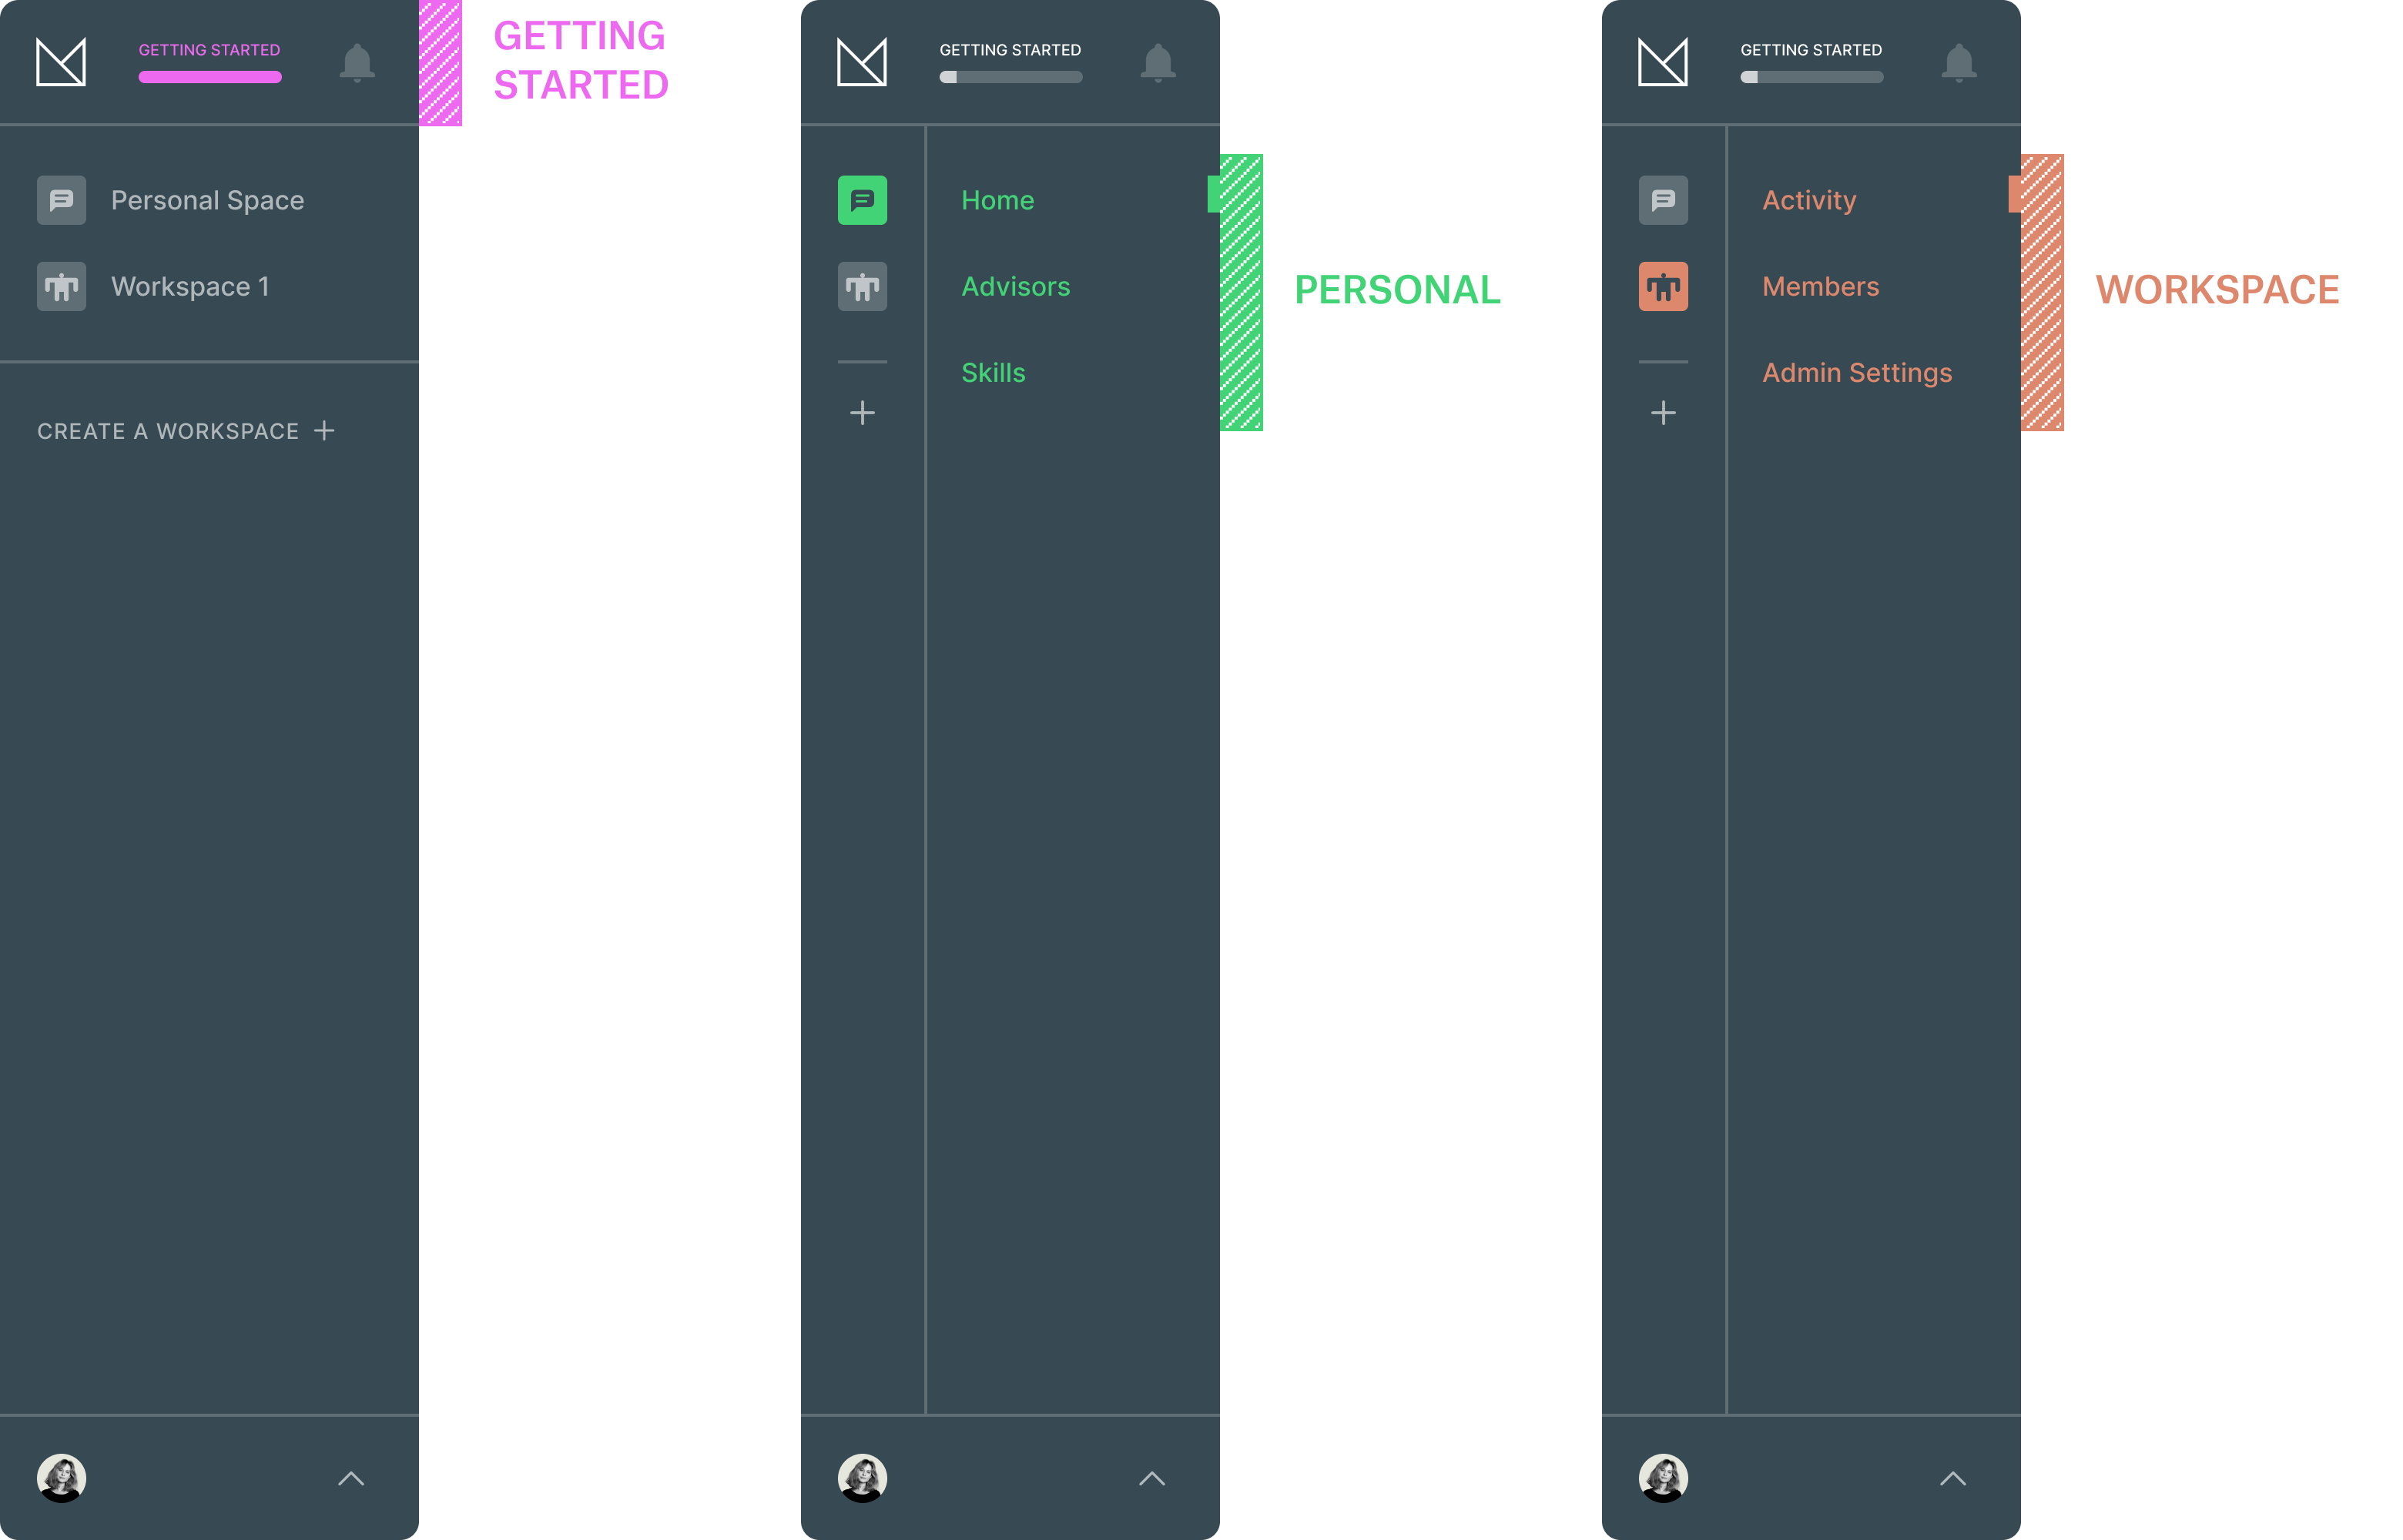 GETTING STARTED
GETTING
STARTED
Personal Space
Workspace 1
CREATE A WORKSPACE
GETTING STARTED
Home
Advisors
Skills
PERSONAL
GETTING STARTED
Activity
Members
Admin Settings
WORKSPACE